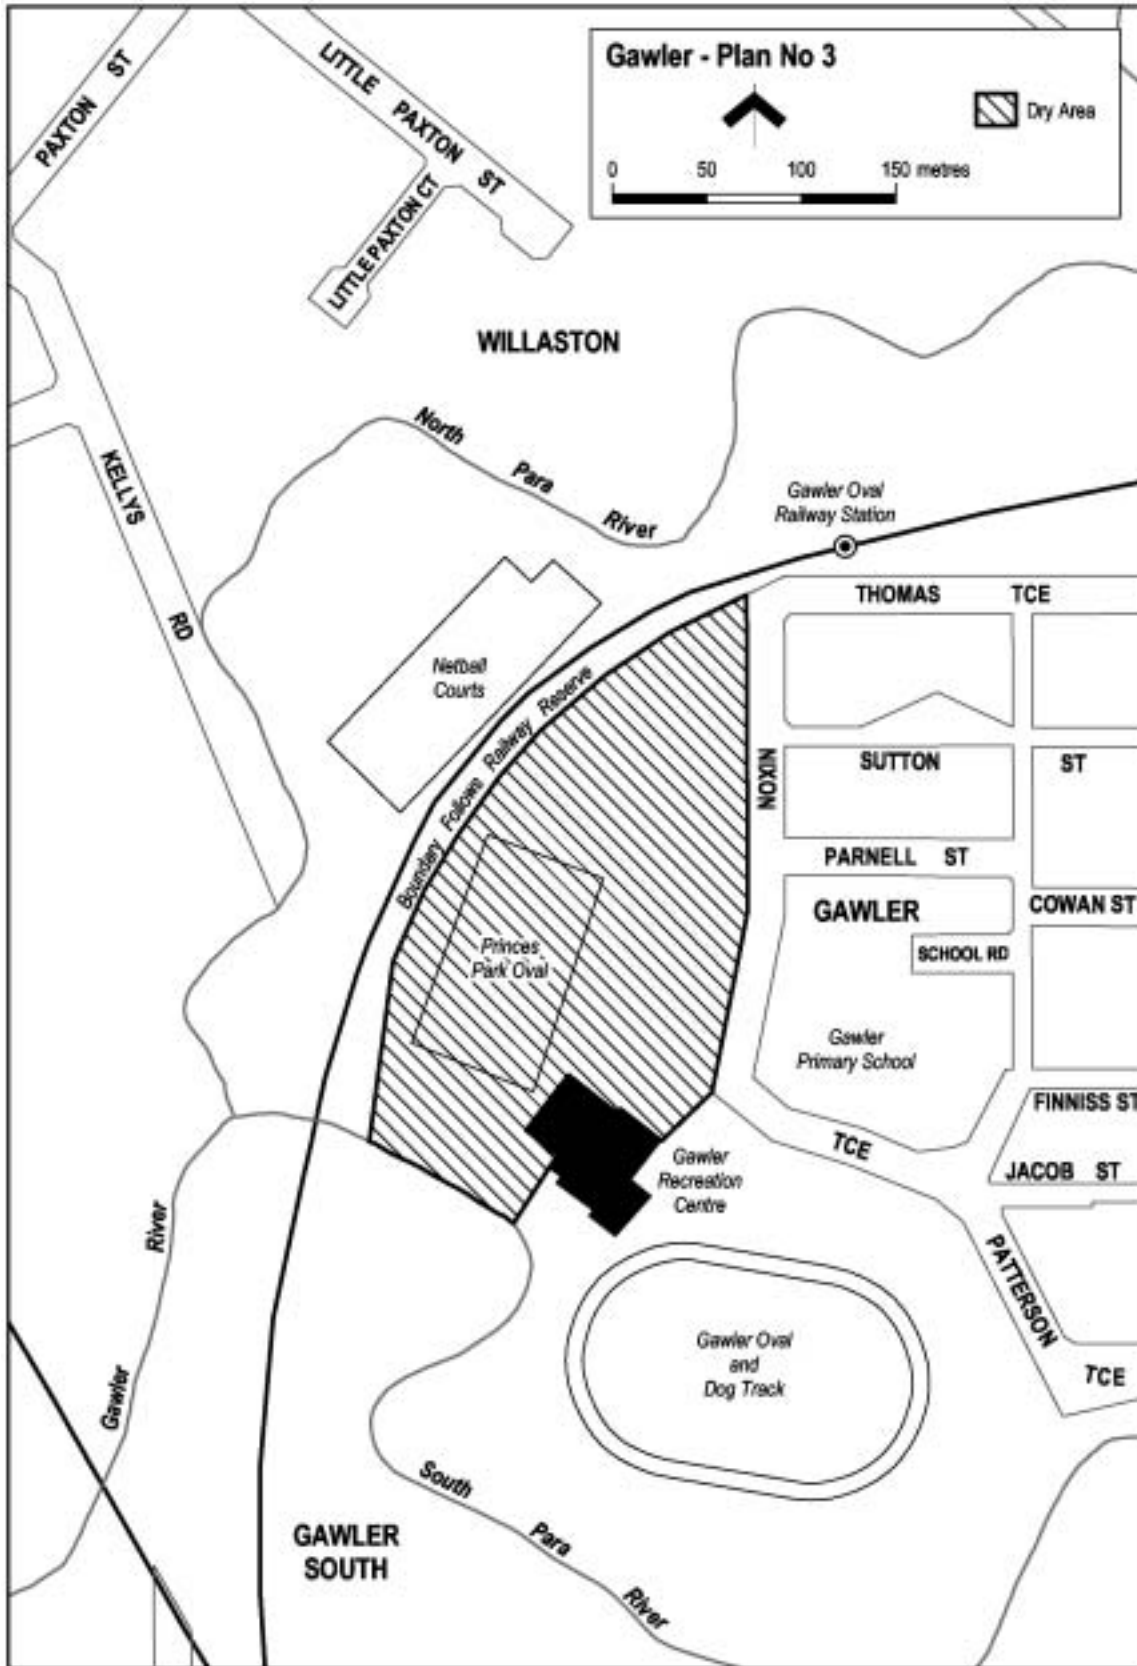 Gawler - Plan No 3
Dry Area
0 50 100 150 metres
PAXTON ST
LITTLE PAXTON ST
LITTLE PAXTON CT
WILLASTON
North Para River
KELLYS RD
Gawler Oval
Railway Station
THOMAS TCE
Netball
Courts
Boundary Follows Railway Reserve
NIXON
SUTTON ST
PARNELL ST
GAWLER
COWAN ST
SCHOOL RD
Princes
Park Oval
Gawler
Primary School
FINNISS ST
TCE
JACOB ST
Gawler
Recreation
Centre
PATTERSON
TCE
Gawler River
Gawler Oval
and
Dog Track
South Para River
GAWLER
SOUTH